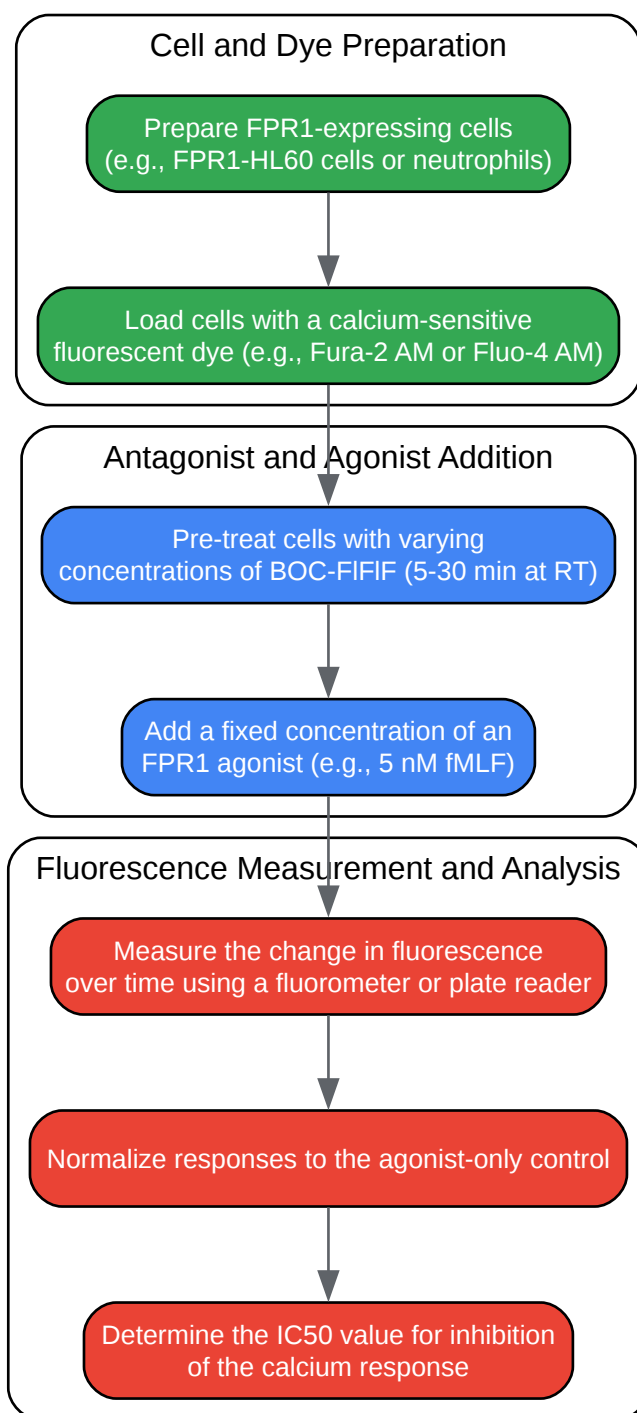 Cell and Dye Preparation
Prepare FPR1-expressing cells
(e.g., FPR1-HL60 cells or neutrophils)
Load cells with a calcium-sensitive
fluorescent dye (e.g., Fura-2 AM or Fluo-4 AM)
Antagonist and Agonist Addition
Pre-treat cells with varying
concentrations of BOC-FlFlF (5-30 min at RT)
Add a fixed concentration of an
FPR1 agonist (e.g., 5 nM fMLF)
Fluorescence Measurement and Analysis
Measure the change in fluorescence
over time using a fluorometer or plate reader
Normalize responses to the agonist-only control
Determine the IC50 value for inhibition
of the calcium response